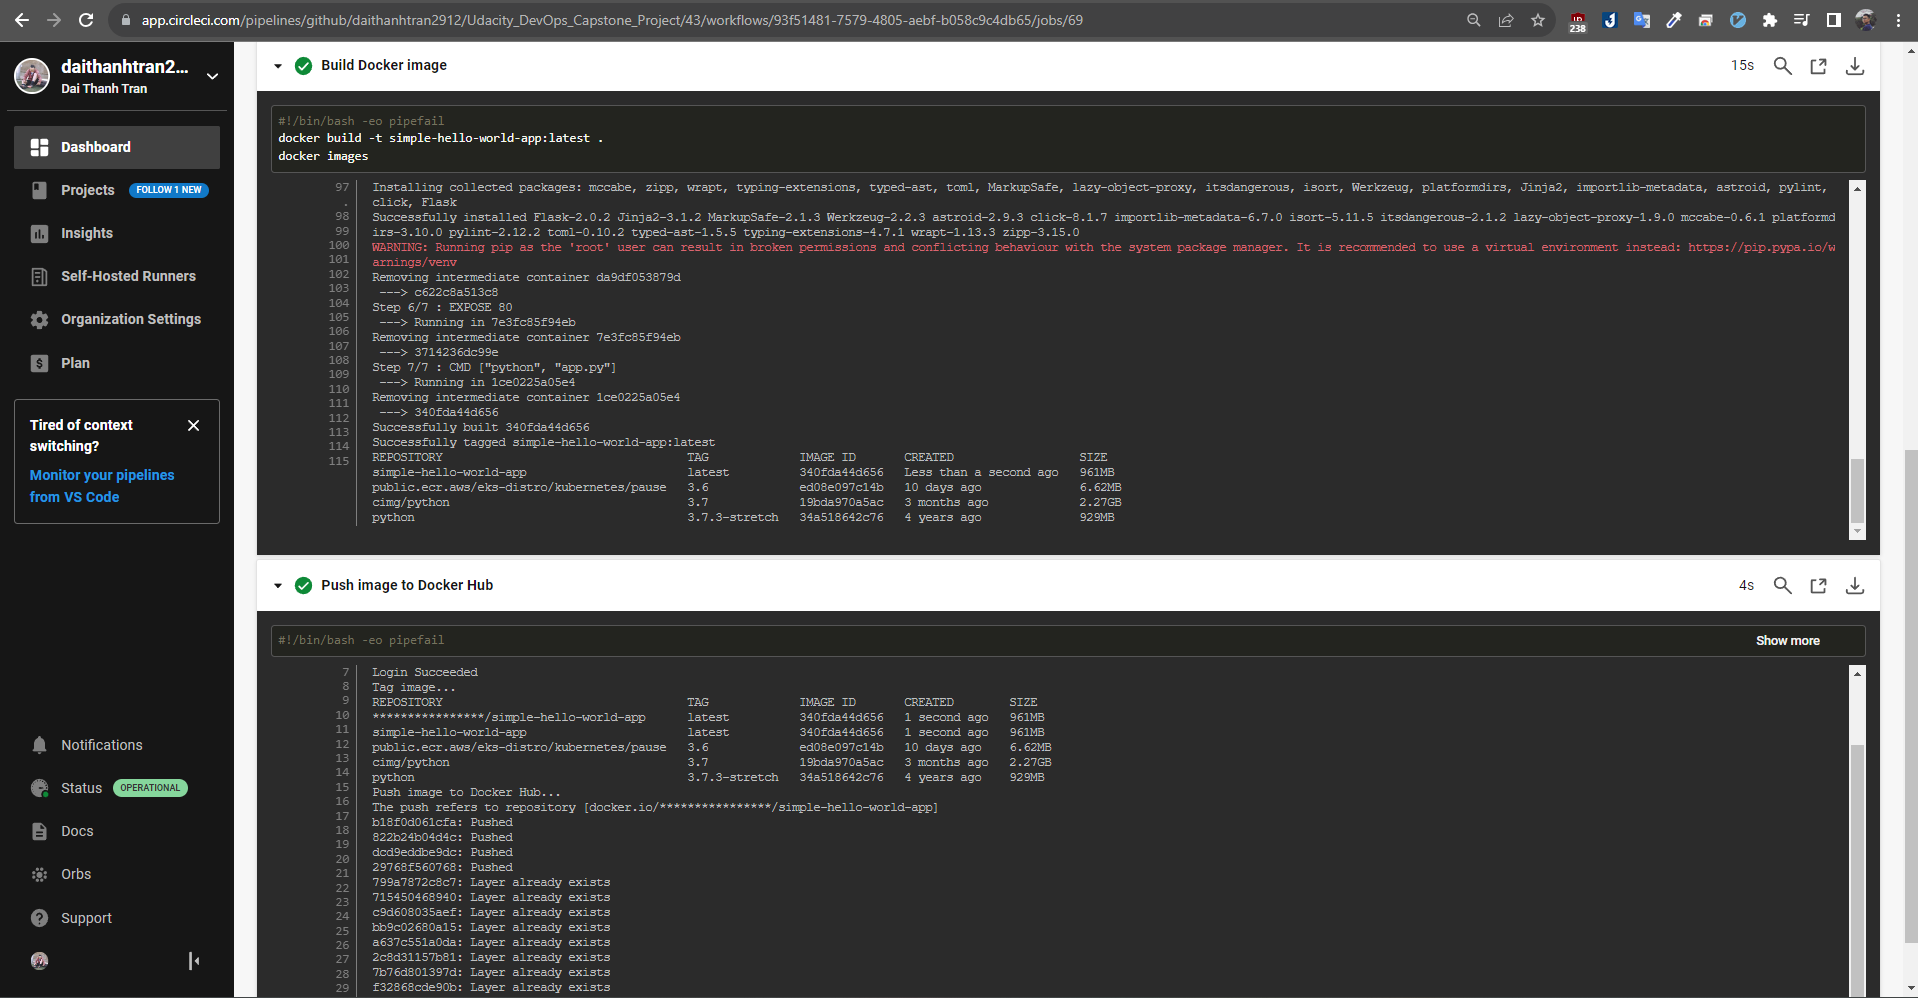 app.circleci.com/pipelines/github/daithanhtran2912/Udacity_DevOps_Capstone_Project/43/workflows/93f51481-7579-4805-aebf-b058c9c4db65/jobs/69
238
daithanhtran2...
Dai Thanh Tran
Dashboard
Projects FOLLOW 1 NEW
Insights
Self-Hosted Runners
Organization Settings
Plan
Tired of context
switching?
Monitor your pipelines
from VS Code
Notifications
Status OPERATIONAL
Docs
Orbs
Support
Build Docker image 15s
#!/bin/bash -eo pipefail
docker build -t simple-hello-world-app:latest .
docker images
97 Installing collected packages: mccabe, zipp, wrapt, typing-extensions, typed-ast, toml, MarkupSafe, lazy-object-proxy, itsdangerous, isort, Werkzeug, platformdirs, Jinja2, importlib-metadata, astroid, pylint,
. click, Flask
98 Successfully installed Flask-2.0.2 Jinja2-3.1.2 MarkupSafe-2.1.3 Werkzeug-2.2.3 astroid-2.9.3 click-8.1.7 importlib-metadata-6.7.0 isort-5.11.5 itsdangerous-2.1.2 lazy-object-proxy-1.9.0 mccabe-0.6.1 platformd
99 irs-3.10.0 pylint-2.12.2 toml-0.10.2 typed-ast-1.5.5 typing-extensions-4.7.1 wrapt-1.13.3 zipp-3.15.0
100 WARNING: Running pip as the 'root' user can result in broken permissions and conflicting behaviour with the system package manager. It is recommended to use a virtual environment instead: https://pip.pypa.io/w
101 arnings/venv
102 Removing intermediate container da9df053879d
103 ---> c622c8a513c8
104 Step 6/7 : EXPOSE 80
105 ---> Running in 7e3fc85f94eb
106 Removing intermediate container 7e3fc85f94eb
107 ---> 3714236dc99e
108 Step 7/7 : CMD ["python", "app.py"]
109 ---> Running in 1ce0225a05e4
110 Removing intermediate container 1ce0225a05e4
111 ---> 340fda44d656
112 Successfully built 340fda44d656
113 Successfully tagged simple-hello-world-app:latest
114 REPOSITORY TAG IMAGE ID CREATED SIZE
115 simple-hello-world-app latest 340fda44d656 Less than a second ago 961MB
public.ecr.aws/eks-distro/kubernetes/pause 3.6 ed08e097c14b 10 days ago 6.62MB
cimg/python 3.7 19bda970a5ac 3 months ago 2.27GB
python 3.7.3-stretch 34a518642c76 4 years ago 929MB
Push image to Docker Hub 4s
#!/bin/bash -eo pipefail Show more
7 Login Succeeded
8 Tag image...
9 REPOSITORY TAG IMAGE ID CREATED SIZE
10 ****************/simple-hello-world-app latest 340fda44d656 1 second ago 961MB
11 simple-hello-world-app latest 340fda44d656 1 second ago 961MB
12 public.ecr.aws/eks-distro/kubernetes/pause 3.6 ed08e097c14b 10 days ago 6.62MB
13 cimg/python 3.7 19bda970a5ac 3 months ago 2.27GB
14 python 3.7.3-stretch 34a518642c76 4 years ago 929MB
15 Push image to Docker Hub...
16 The push refers to repository [docker.io/****************/simple-hello-world-app]
17 b18f0d061cfa: Pushed
18 822b24b04d4c: Pushed
19 dcd9eddbe9dc: Pushed
20 29768f560768: Pushed
21 799a7872c8c7: Layer already exists
22 715450468940: Layer already exists
23 c9d608035aef: Layer already exists
24 bb9c02680a15: Layer already exists
25 a637c551a0da: Layer already exists
26 2c8d31157b81: Layer already exists
27 7b76d801397d: Layer already exists
28 f32868cde90b: Layer already exists
29